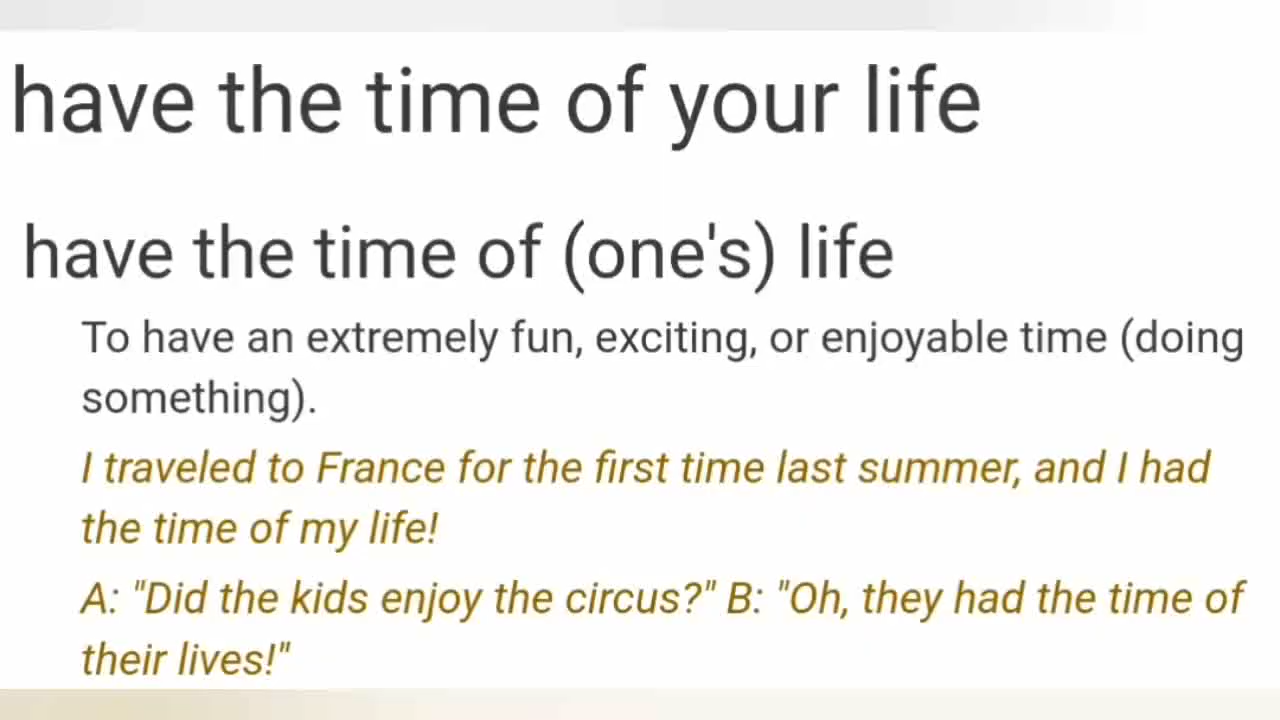 have the time of your life
have the time of (one's) life
To have an extremely fun, exciting, or enjoyable time (doing
something).
I traveled to France for the first time last summer, and I had
the time of my life!
A: "Did the kids enjoy the circus?" B: "Oh, they had the time of
their lives!"